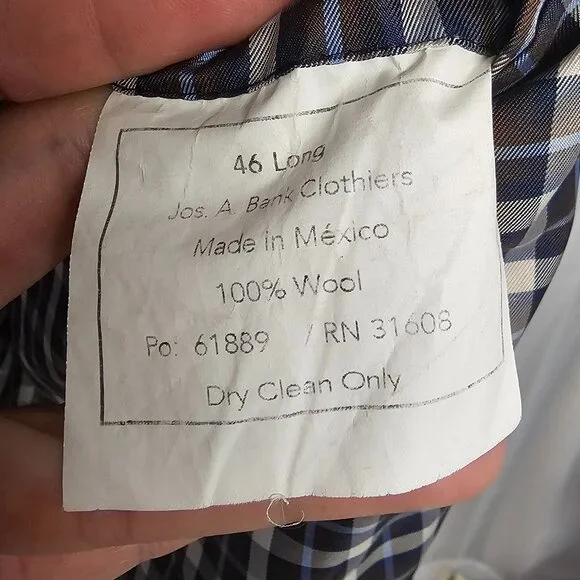 46 Long
Jos. A. Bank Clothiers
Made in México
100% Wool
Po: 61889 / RN 31608
Dry Clean Only